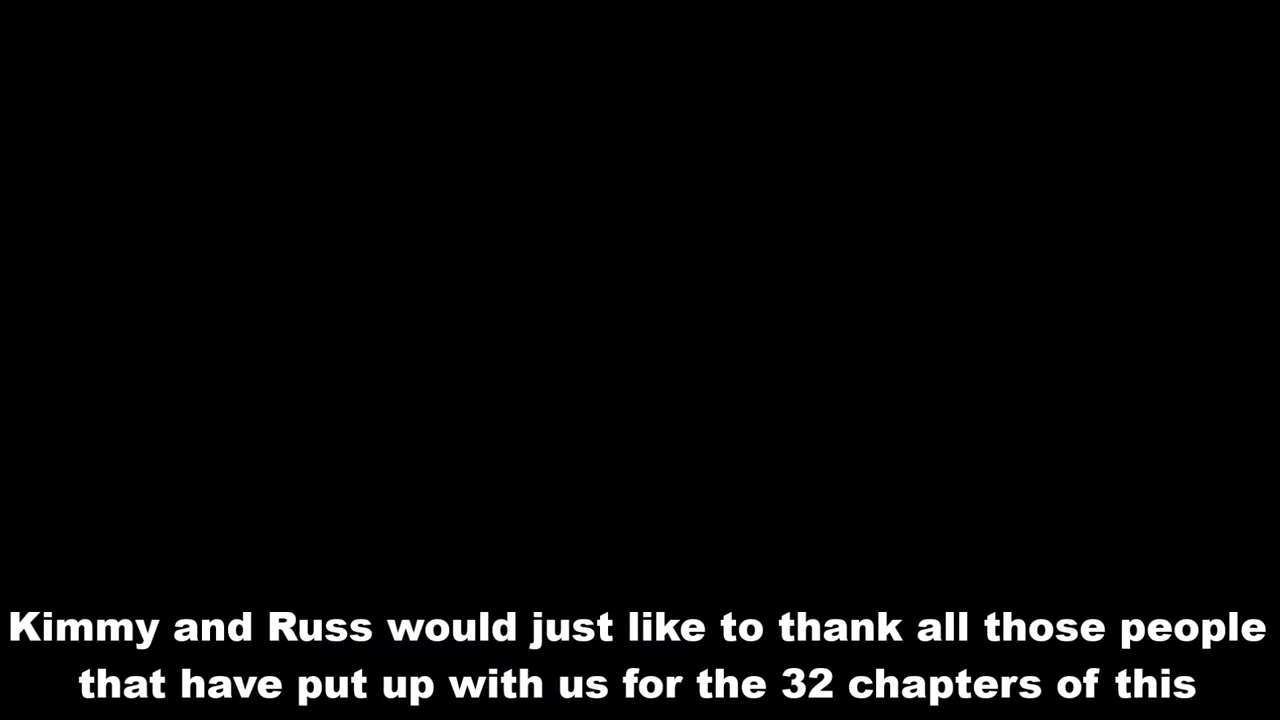 Kimmy and Russ would just like to thank all those people
that have put up with us for the 32 chapters of this